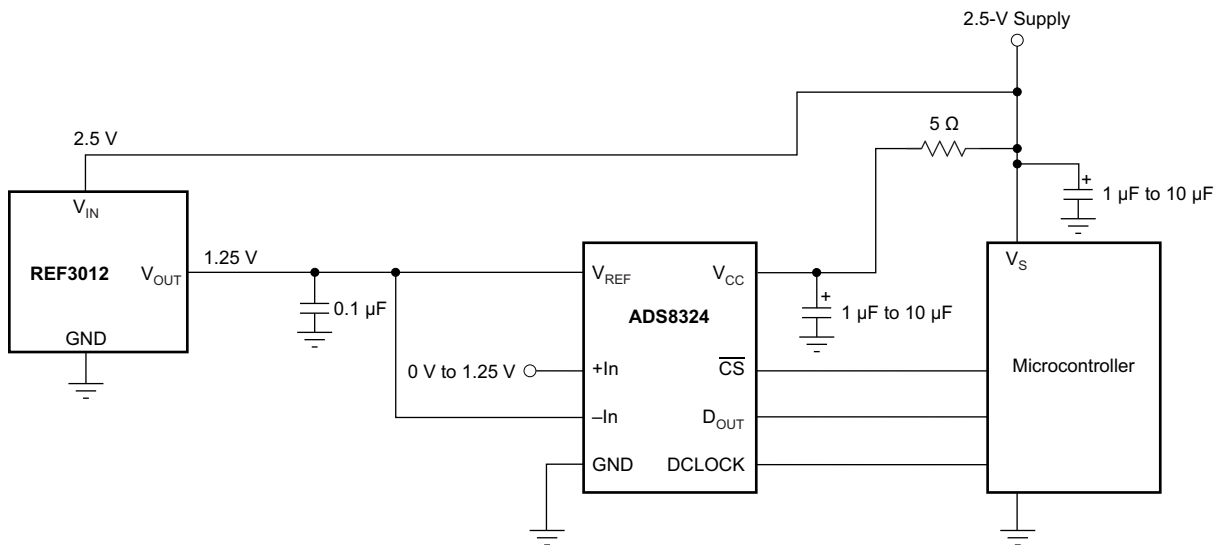 2.5-V Supply
5 Ω
2.5 V
1 µF to 10 µF
V_IN
REF3012
V_OUT
GND
1.25 V
0.1 µF
V_REF
V_CC
ADS8324
1 µF to 10 µF
V_S
0 V to 1.25 V
+In
C̅S̅
Microcontroller
–In
D_OUT
GND
DCLOCK
+
+